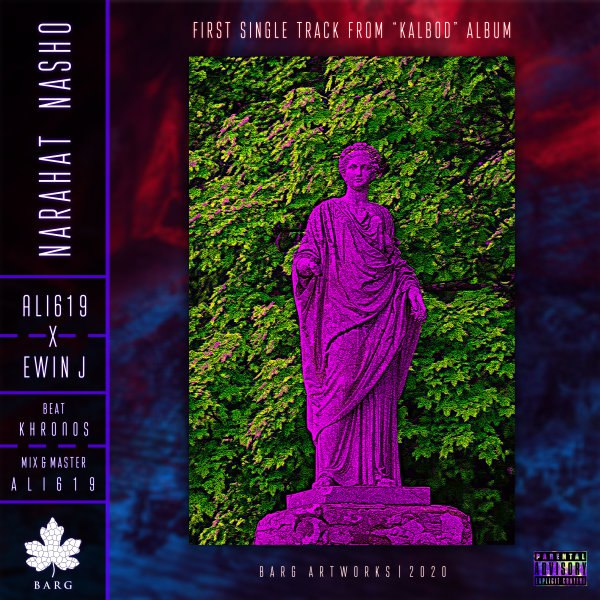 FIRST SINGLE TRACK FROM "KALBOD" ALBUM
NARAHAT NASHO
ALI619
X
EWIN J
BEAT
KHRONOS
MIX & MASTER
ALI619
BARG
BARG ARTWORKS | 2020
PARENTAL
ADVISORY
EXPLICIT CONTENT